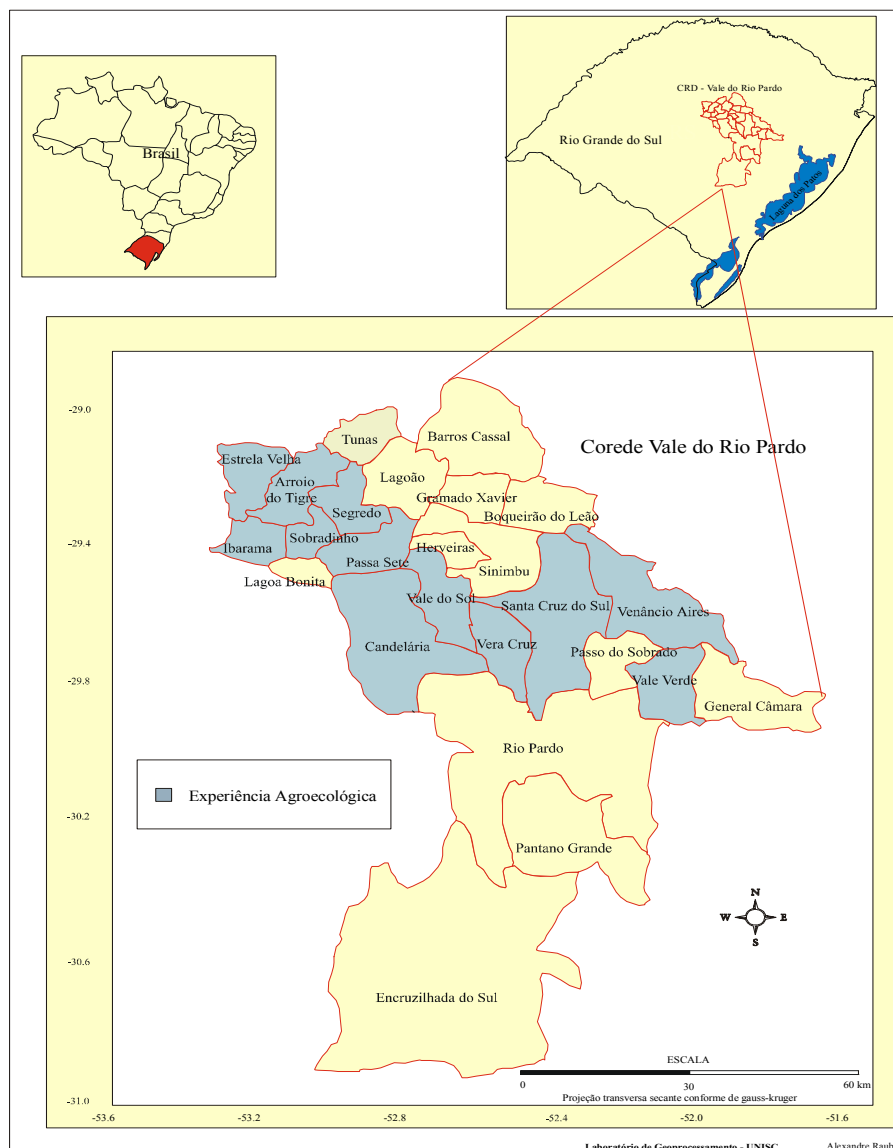 Brasil
CRD - Vale do Rio Pardo
Rio Grande do Sul
Laguna dos Patos
Corede Vale do Rio Pardo
-29.0
-29.4
-29.8
-30.2
-30.6
-31.0
Tunas
Barros Cassal
Estrela Velha
Lagoão
Arroio
do Tigre
Gramado Xavier
Segredo
Boqueirão do Leão
Sobradinho
Ibarama
Herveiras
Passa Sete
Sinimbu
Lagoa Bonita
Vale do Sol
Santa Cruz do Sul
Venâncio Aires
Candelária
Vera Cruz
Passo do Sobrado
Vale Verde
General Câmara
Rio Pardo
Experiência Agroecológica
Pantano Grande
N
W
E
S
Encruzilhada do Sul
ESCALA
0
30
60 km
Projeção transversa secante conforme de gauss-kruger
-53.6
-53.2
-52.8
-52.4
-52.0
-51.6
Laboratório de Geoprocessamento - UNISC
Alexandre Raub